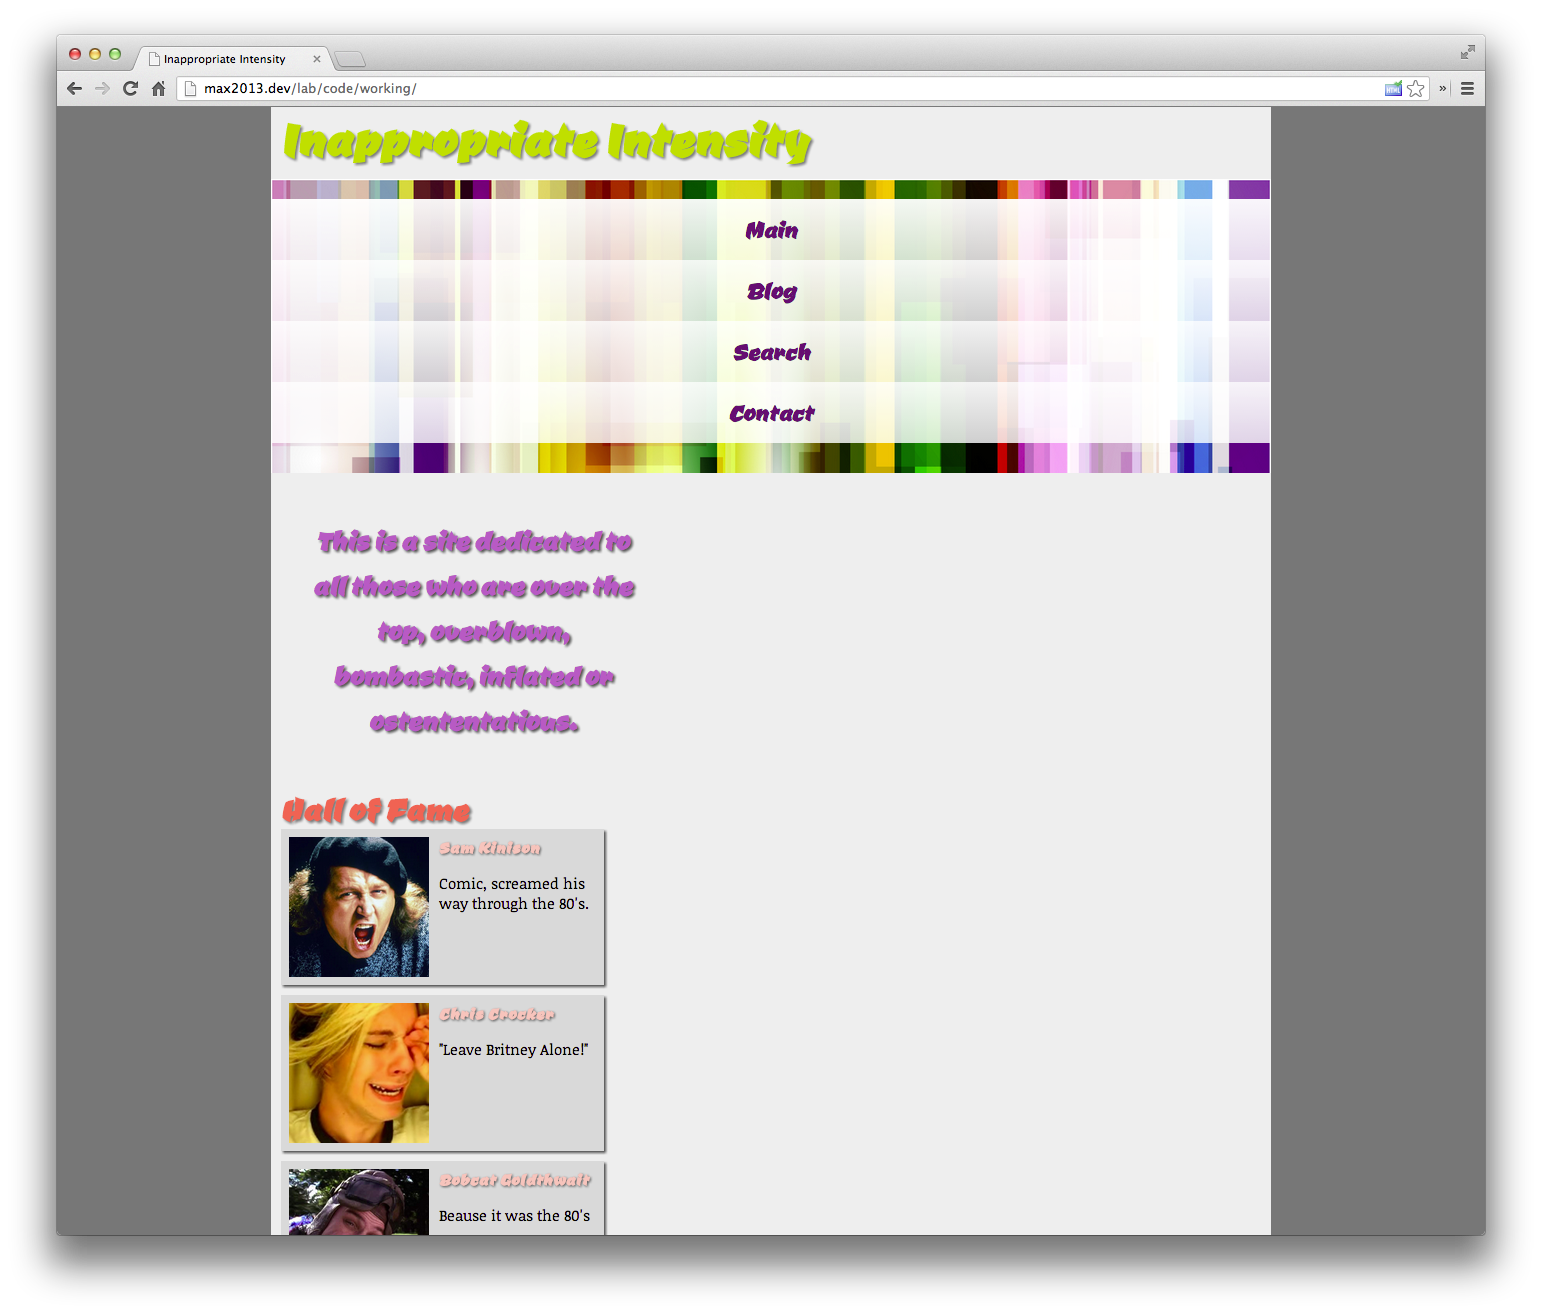 Inappropriate Intensity
max2013.dev/lab/code/working/
HTML
»
Inappropriate Intensity
Main
Blog
Search
Contact
This is a site dedicated to
all those who are over the
top, overblown,
bombastic, inflated or
ostententatious.
Hall of Fame
Sam Kinison
Comic, screamed his
way through the 80's.
Chris Crocker
"Leave Britney Alone!"
Bobcat Goldthwait
Beause it was the 80's